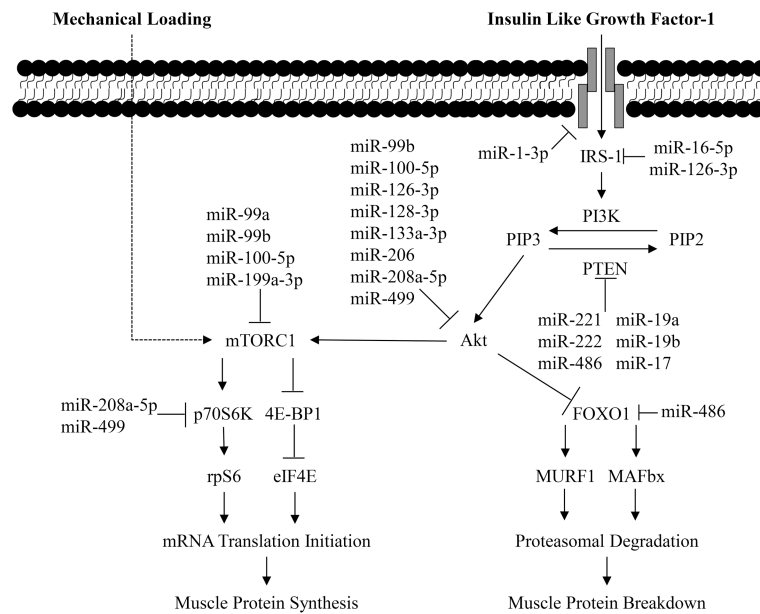 Mechanical Loading
Insulin Like Growth Factor-1
miR-1-3p
IRS-1
miR-16-5p
miR-126-3p
PI3K
PIP3
PIP2
PTEN
miR-99b
miR-100-5p
miR-126-3p
miR-128-3p
miR-133a-3p
miR-206
miR-208a-5p
miR-499
miR-99a
miR-99b
miR-100-5p
miR-199a-3p
miR-221 miR-19a
miR-222 miR-19b
miR-486 miR-17
mTORC1
Akt
miR-208a-5p
miR-499
p70S6K
4E-BP1
FOXO1
miR-486
rpS6
eIF4E
MURF1
MAFbx
mRNA Translation Initiation
Proteasomal Degradation
Muscle Protein Synthesis
Muscle Protein Breakdown